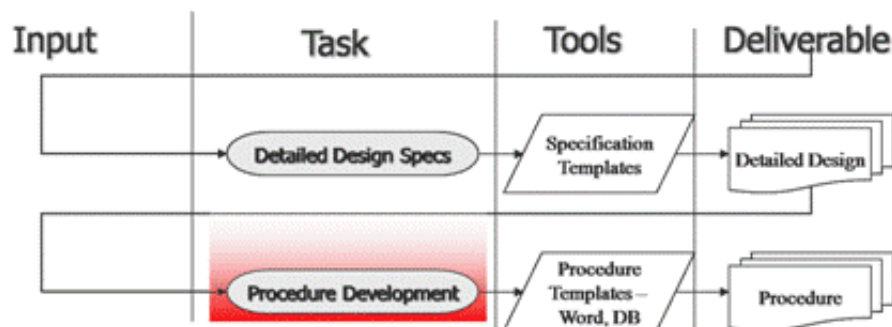 Input Task Tools Deliverable
Detailed Design Specs
Specification
Templates
Detailed Design
Procedure Development
Procedure
Templates –
Word, DB
Procedure